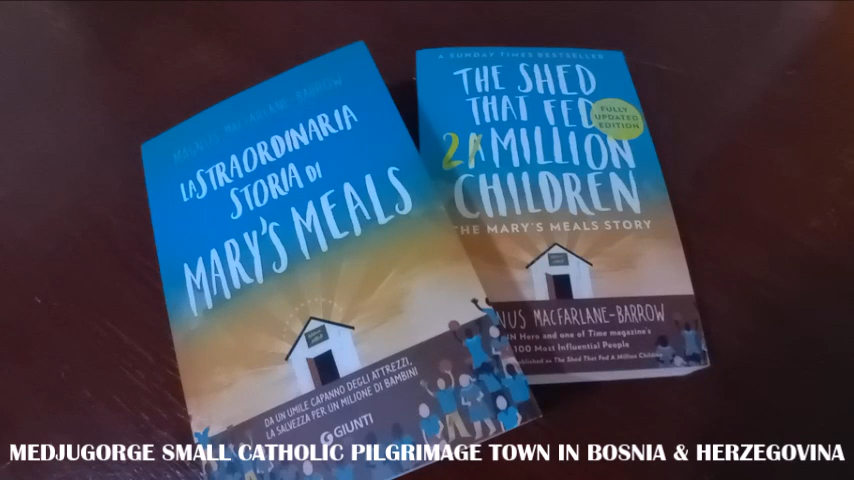 MAGNUS MACFARLANE-BARROW
LA STRAORDINARIA
STORIA DI
MARY'S MEALS
DA UN UMILE CAPANNO DEGLI ATTREZZI,
LA SALVEZZA PER UN MILIONE DI BAMBINI
GIUNTI
A SUNDAY TIMES BESTSELLER
THE SHED
THAT FED
FULLY
UPDATED
EDITION
2 A MILLION
CHILDREN
THE MARY'S MEALS STORY
NUS MACFARLANE-BARROW
N Hero and one of Time magazine's
100 Most Influential People
published as The Shed That Fed A Million Children
MEDJUGORGE SMALL CATHOLIC PILGRIMAGE TOWN IN BOSNIA & HERZEGOVINA